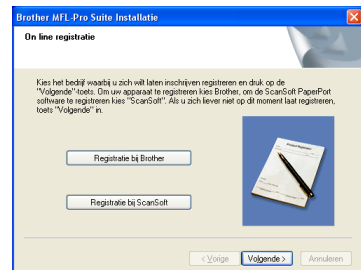 Brother MFL-Pro Suite Installatie
On line registratie
Kies het bedrijf waarbij u zich wilt laten inschrijven registreren en druk op de
"Volgende"-toets. Om uw apparaat te registreren kies Brother, om de ScanSoft PaperPort
software te registreren kies "ScanSoft". Als u zich liever niet op dit moment laat registreren,
toets "Volgende" in.
Registratie bij Brother
Registratie bij ScanSoft
< Vorige
Volgende >
Annuleren